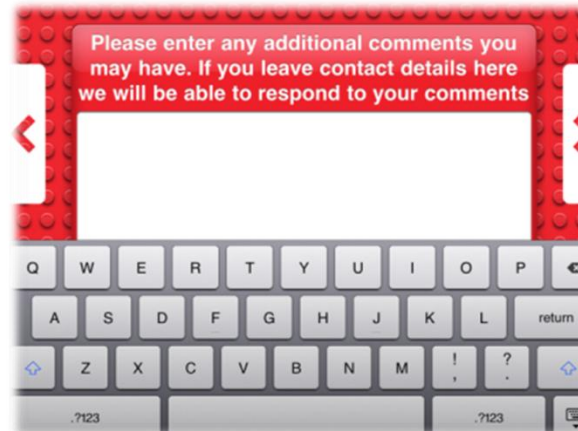 Please enter any additional comments you
may have. If you leave contact details here
we will be able to respond to your comments
Q W E R T Y U I O P
A S D F G H J K L return
Z X C V B N M ! , ? .
.?123 .?123